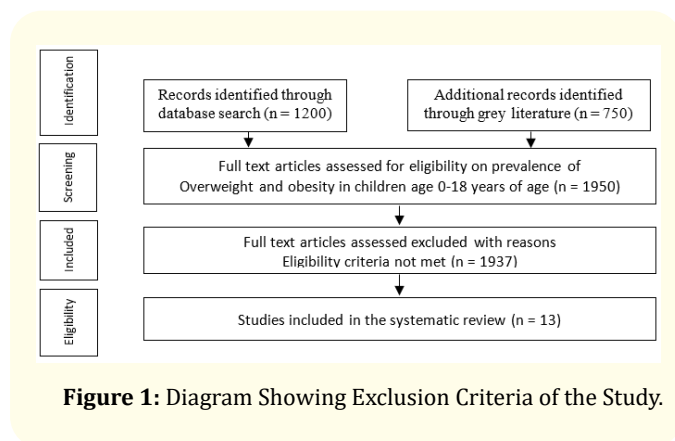 Identification
Records identified through
database search (n = 1200)
Additional records identified
through grey literature (n = 750)
Screening
Full text articles assessed for eligibility on prevalence of
Overweight and obesity in children age 0-18 years of age (n = 1950)
Included
Full text articles assessed excluded with reasons
Eligibility criteria not met (n = 1937)
Eligibility
Studies included in the systematic review (n = 13)
Figure 1: Diagram Showing Exclusion Criteria of the Study.